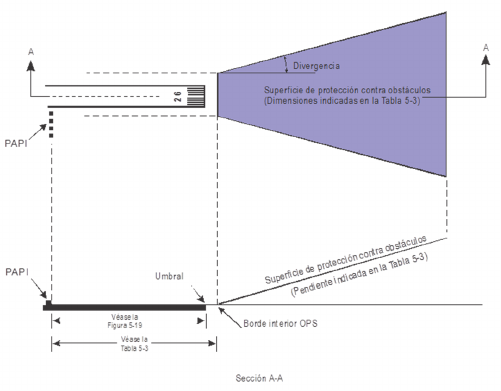 A
A
Divergencia
Superficie de protección contra obstáculos
(Dimensiones indicadas en la Tabla 5-3)
26
PAPI
Superficie de protección contra obstáculos
(Pendiente indicada en la Tabla 5-3)
PAPI
Umbral
Véase la
Figura 5-19
Borde interior OPS
Véase la
Tabla 5-3
Sección A-A